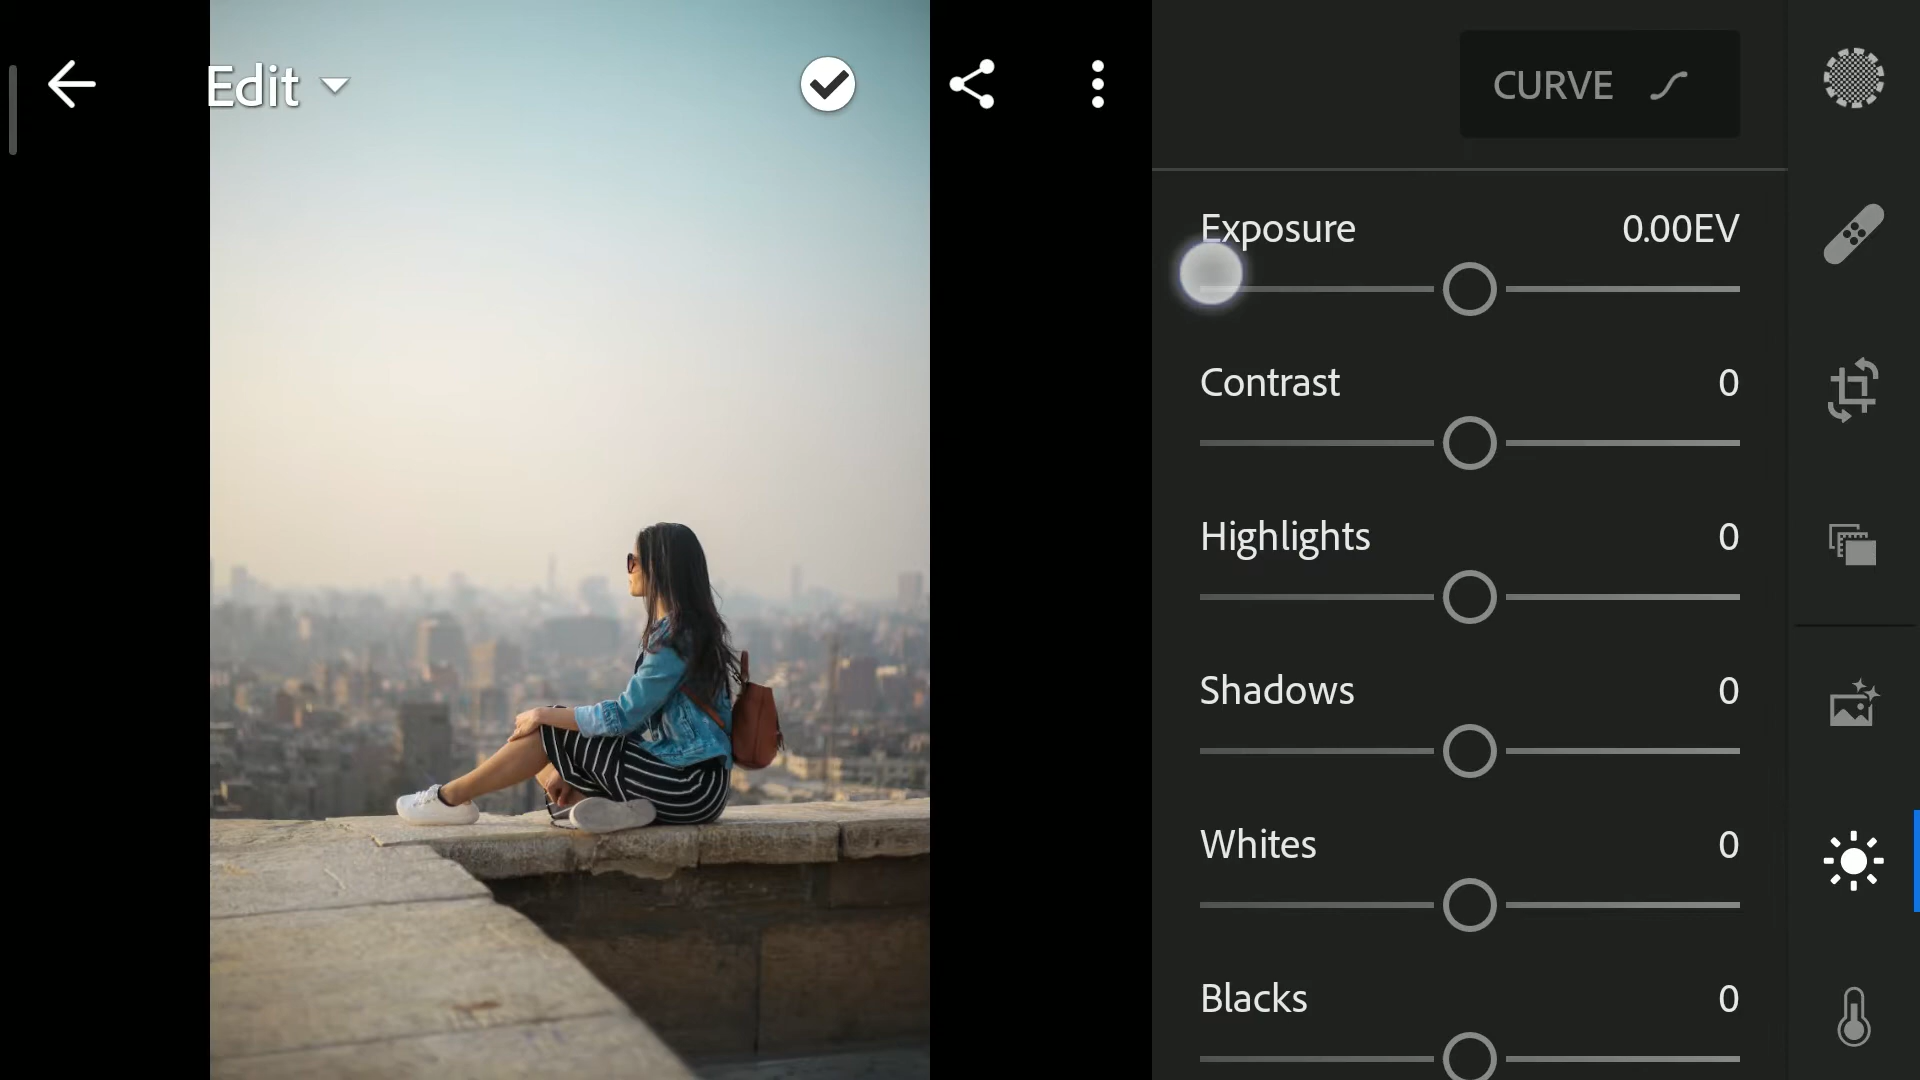 Edit
CURVE
Exposure 0.00EV
Contrast 0
Highlights 0
Shadows 0
Whites 0
Blacks 0